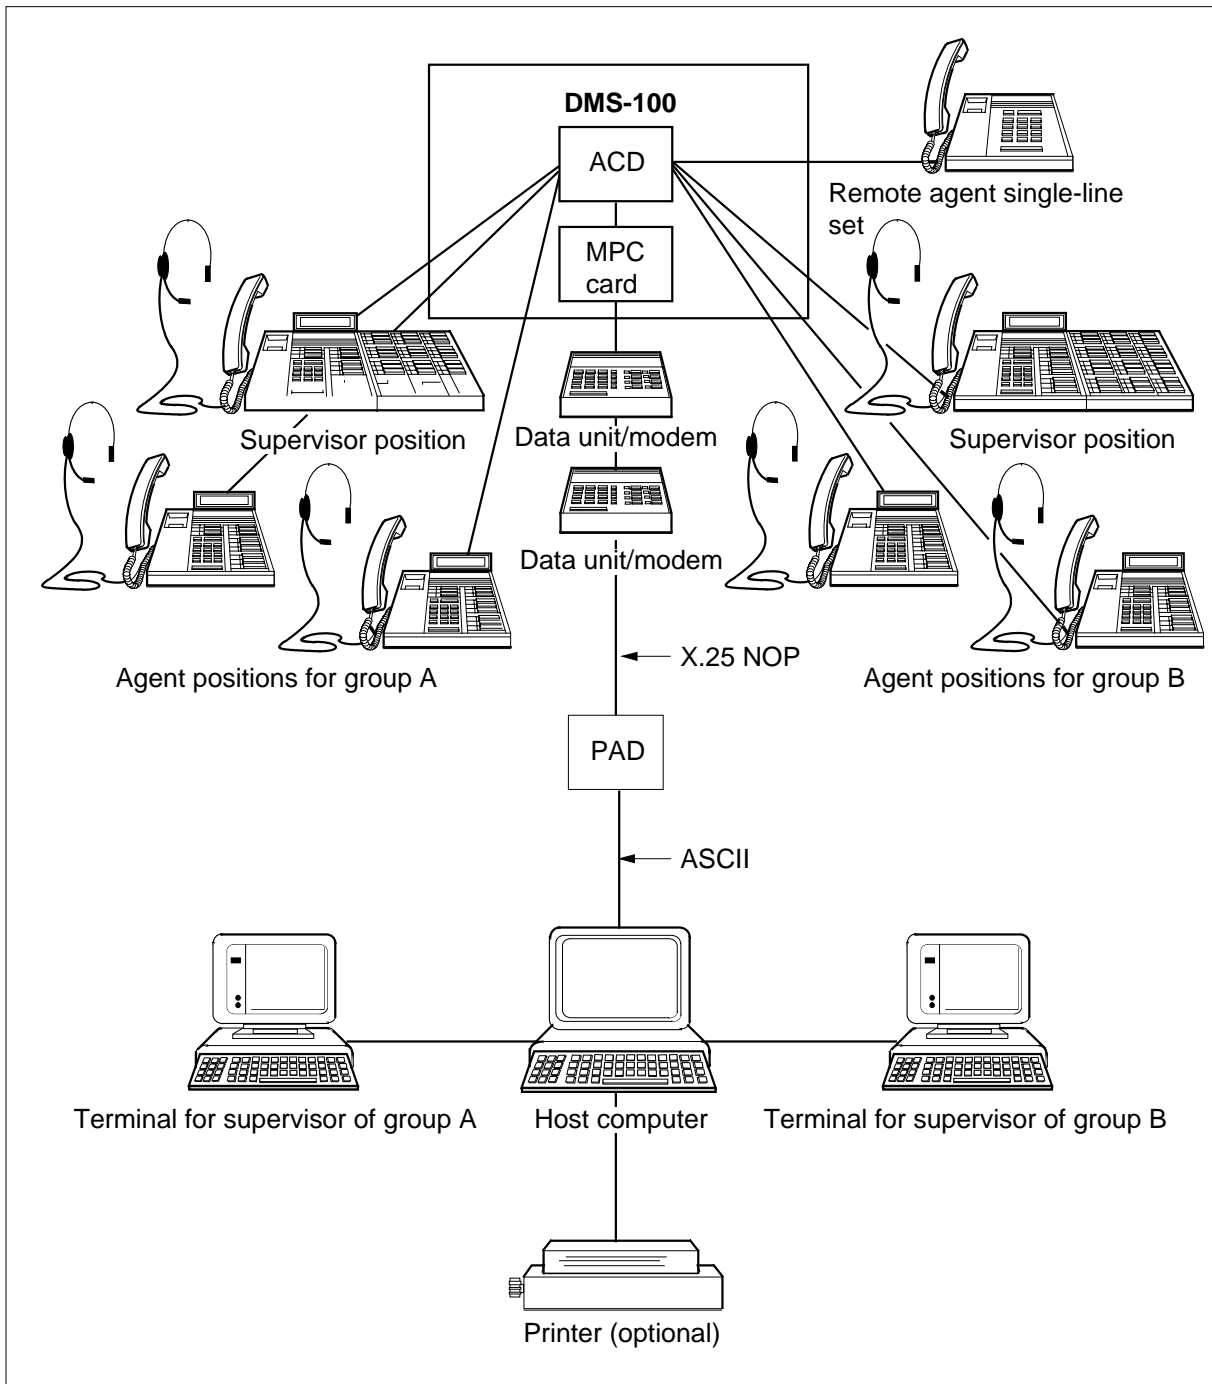 DMS-100
ACD
Remote agent single-line
set
MPC
card
Supervisor position
Data unit/modem
Supervisor position
Data unit/modem
Agent positions for group A
X.25 NOP
Agent positions for group B
PAD
ASCII
Terminal for supervisor of group A
Host computer
Terminal for supervisor of group B
Printer (optional)